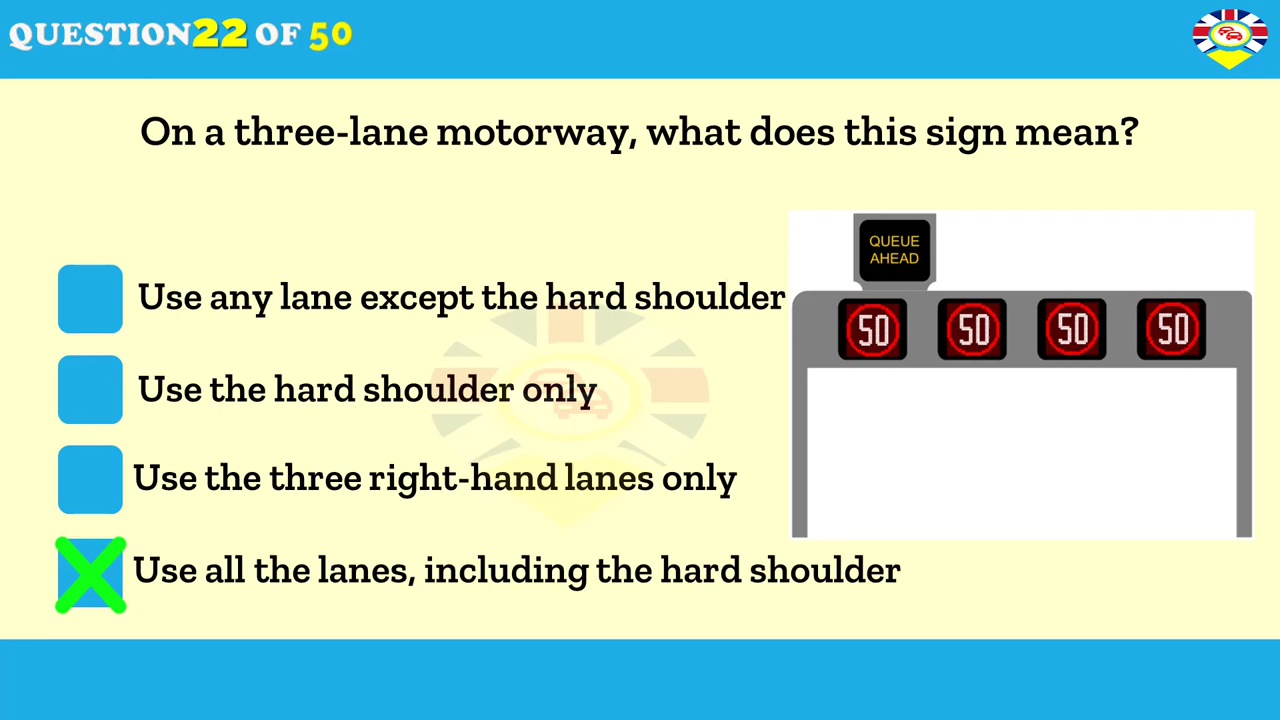 QUESTION 22 OF 50
On a three-lane motorway, what does this sign mean?
QUEUE
AHEAD
50 50 50 50
Use any lane except the hard shoulder
Use the hard shoulder only
Use the three right-hand lanes only
Use all the lanes, including the hard shoulder